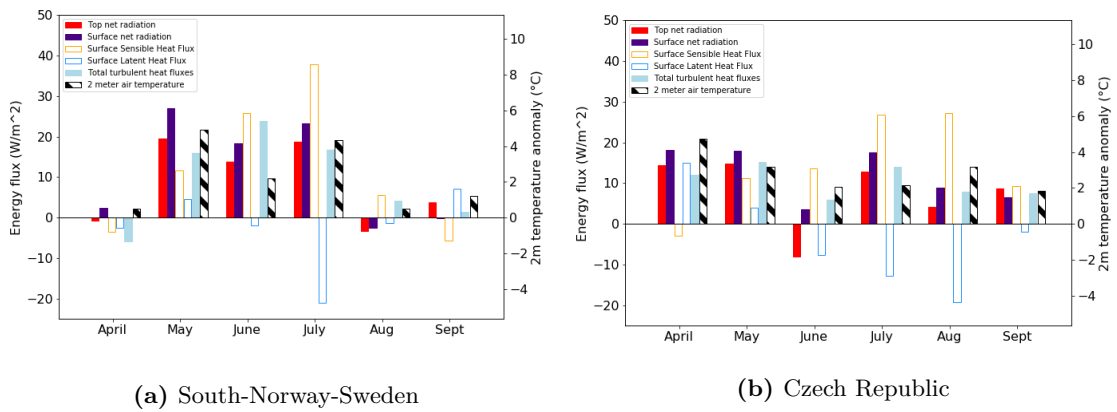 Top net radiation
Surface net radiation
Surface Sensible Heat Flux
Surface Latent Heat Flux
Total turbulent heat fluxes
2 meter air temperature
Energy flux (W/m^2)
50
40
30
20
10
0
−10
−20
10
8
6
4
2
0
−2
−4
2m temperature anomaly (°C)
April May June July Aug Sept
(a) South-Norway-Sweden
Top net radiation
Surface net radiation
Surface Sensible Heat Flux
Surface Latent Heat Flux
Total turbulent heat fluxes
2 meter air temperature
Energy flux (W/m^2)
50
40
30
20
10
0
−10
−20
10
8
6
4
2
0
−2
−4
2m temperature anomaly (°C)
April May June July Aug Sept
(b) Czech Republic